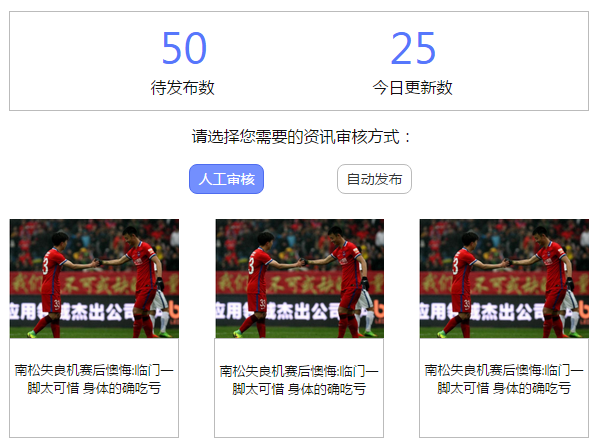 50
25
待发布数
今日更新数
请选择您需要的资讯审核方式：
人工审核
自动发布
南松失良机赛后懊悔:临门一
脚太可惜 身体的确吃亏
南松失良机赛后懊悔:临门一
脚太可惜 身体的确吃亏
南松失良机赛后懊悔:临门一
脚太可惜 身体的确吃亏